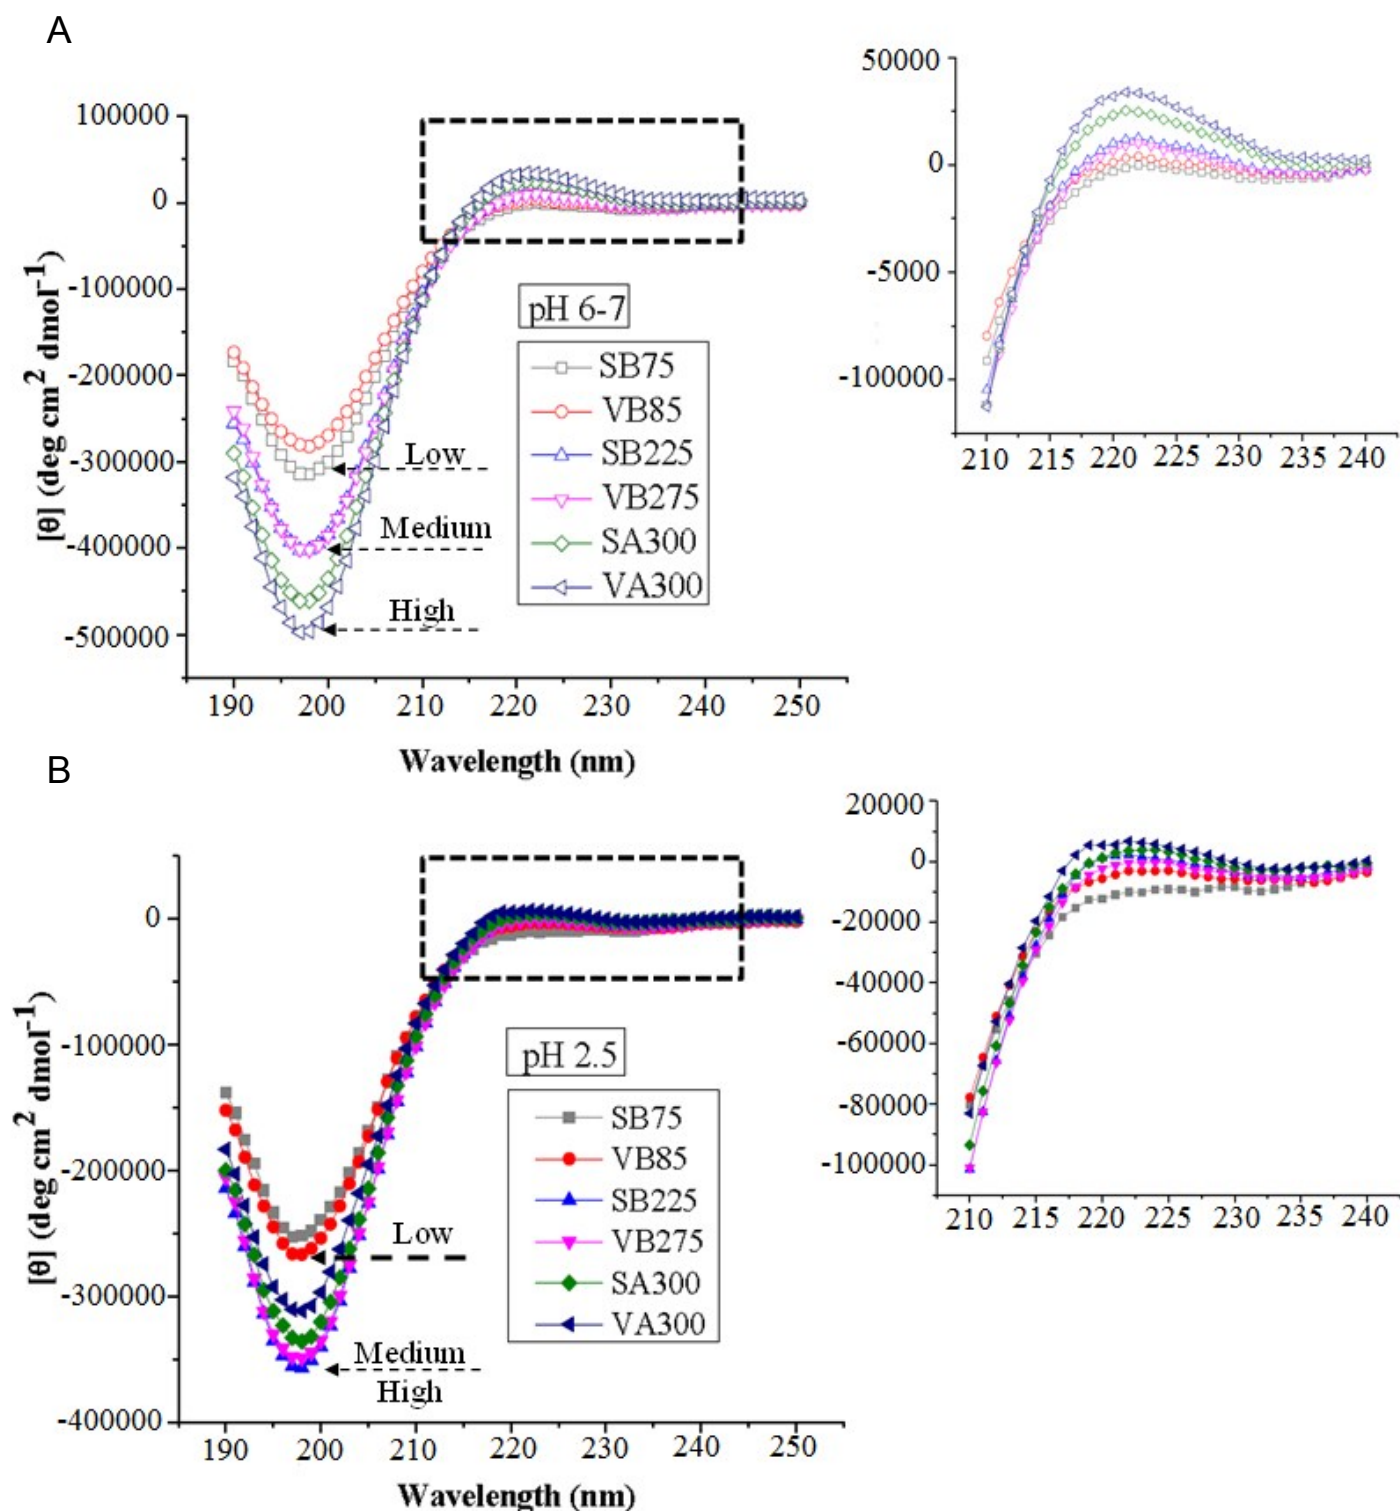 A
100000
0
-100000
-200000
-300000
-400000
-500000
[θ] (deg cm² dmol⁻¹)
190 200 210 220 230 240 250
Wavelength (nm)
pH 6-7
SB75
VB85
SB225
VB275
SA300
VA300
Low
Medium
High
50000
0
-5000
-100000
210 215 220 225 230 235 240
B
0
-100000
-200000
-300000
-400000
[θ] (deg cm² dmol⁻¹)
190 200 210 220 230 240 250
Wavelength (nm)
pH 2.5
SB75
VB85
SB225
VB275
SA300
VA300
Low
Medium
High
20000
0
-20000
-40000
-60000
-80000
-100000
210 215 220 225 230 235 240